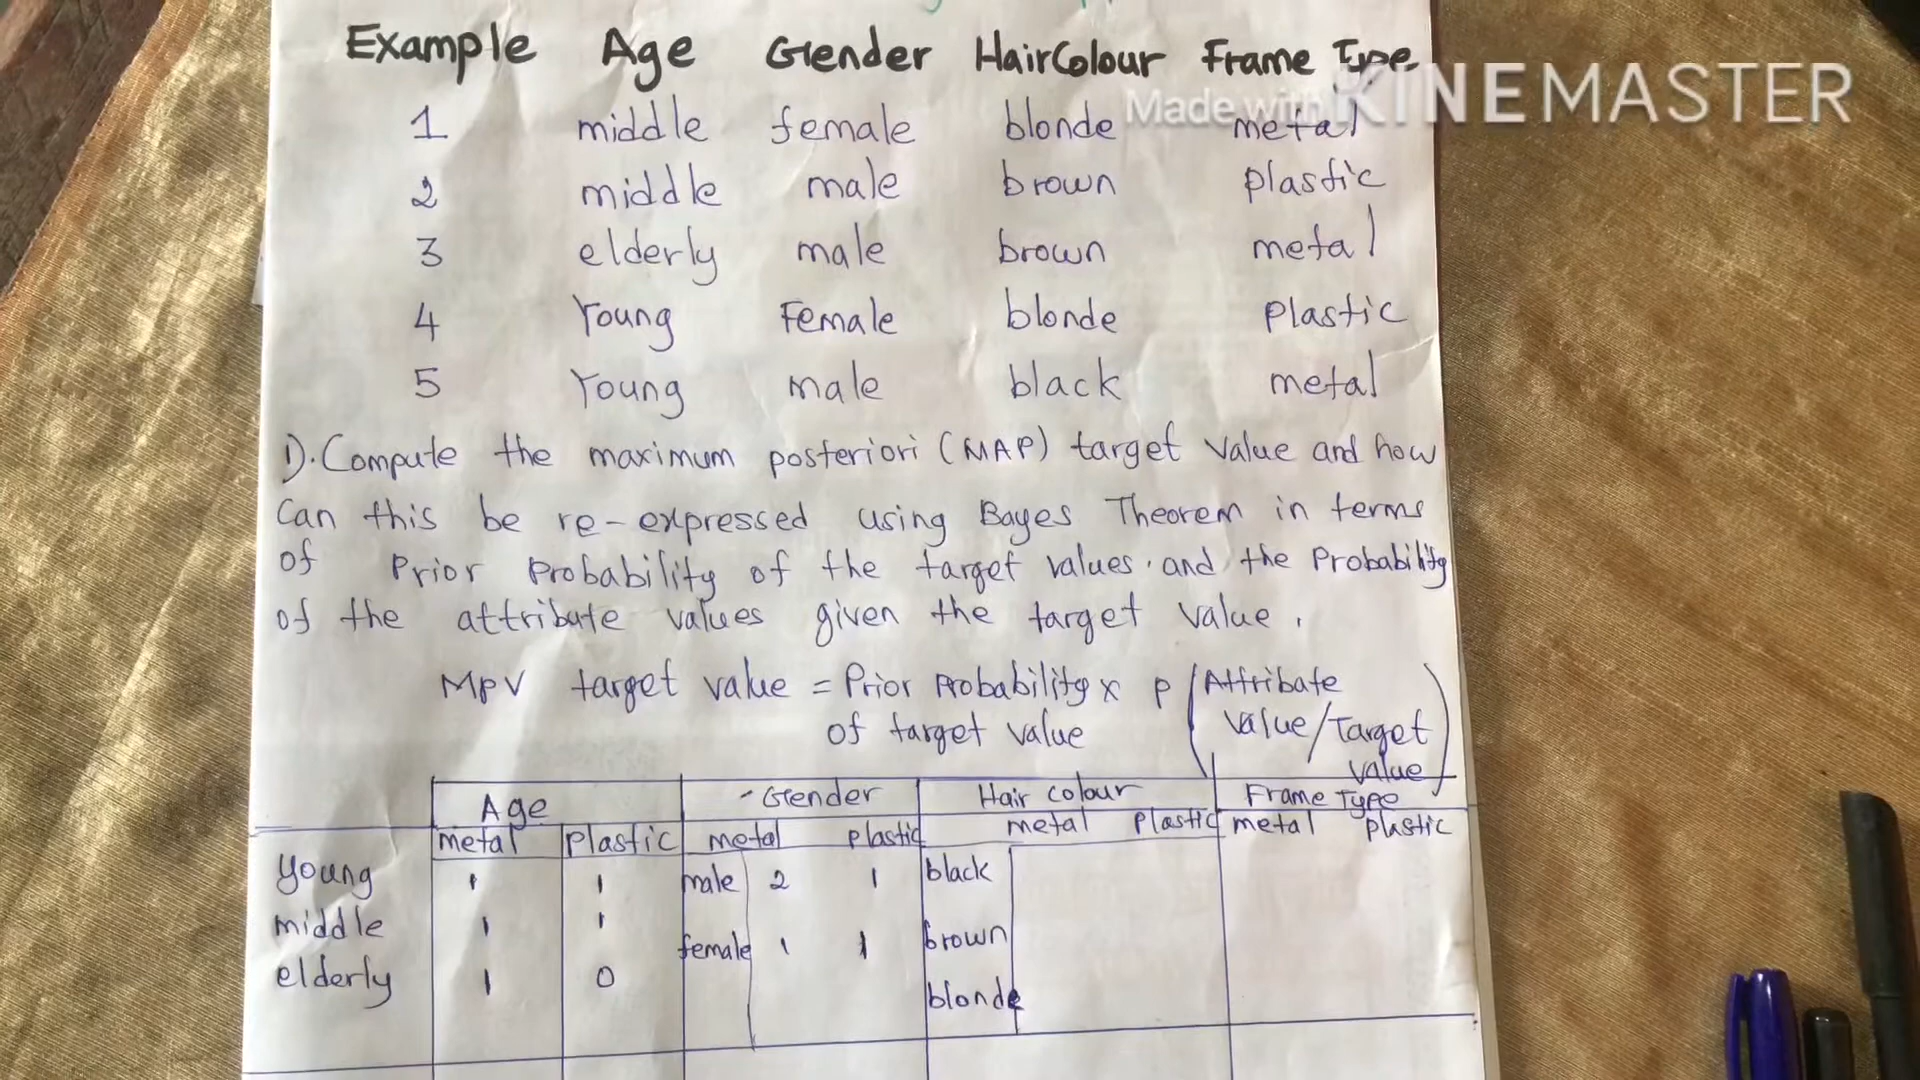 Example Age Gender HairColour Frame Type
Made with KINEMASTER
1 middle female blonde metal
2 middle male brown plastic
3 elderly male brown metal
4 Young Female blonde Plastic
5 Young male black metal
1). Compute the maximum posteriori (MAP) target value and how
Can this be re-expressed using Bayes Theorem in terms
of Prior Probability of the target values. and the Probability
of the attribute values given the target value.
MPV target value = Prior Probability x P (Attribute
of target value Value/Target
Value)
Age Gender Hair colour Frame Type
metal Plastic metal plastic metal Plastic metal plastic
Young 1 1 male 2 1 black
middle 1 1 female 1 1 brown
elderly 1 0 blonde